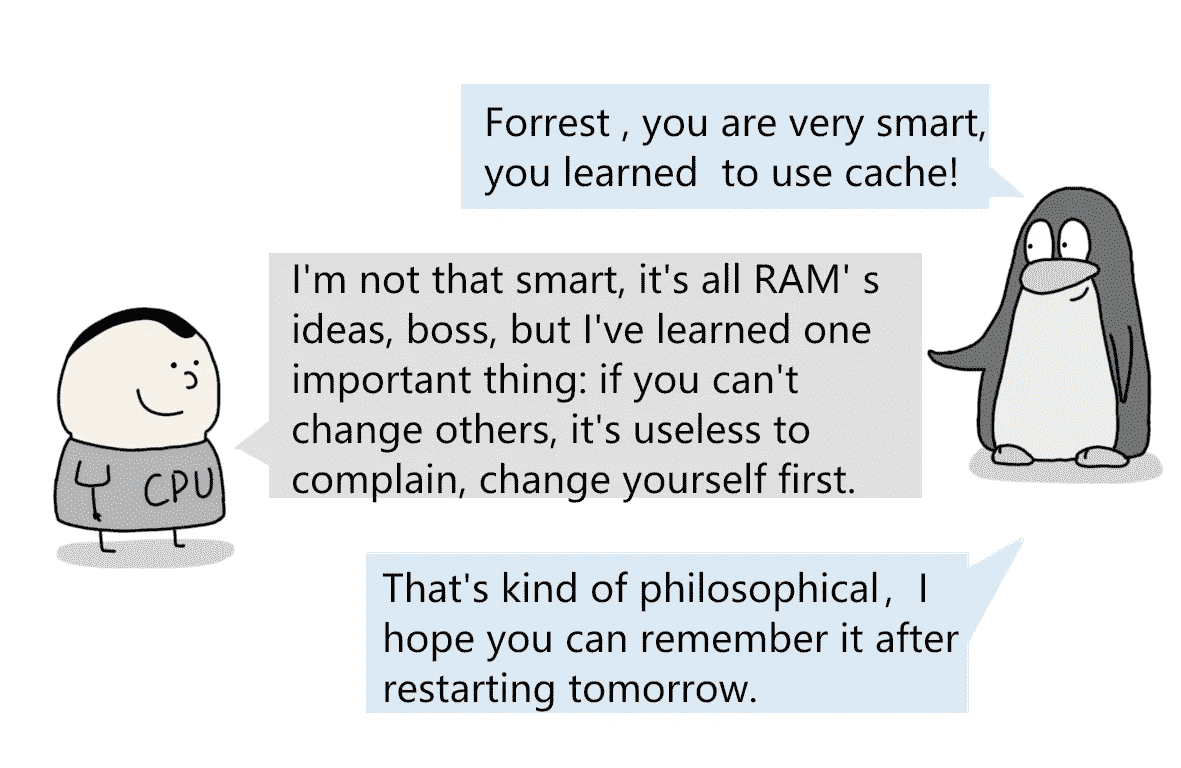 Forrest , you are very smart,
you learned to use cache!
I'm not that smart, it's all RAM' s
ideas, boss, but I've learned one
important thing: if you can't
change others, it's useless to
complain, change yourself first.
CPU
That's kind of philosophical, I
hope you can remember it after
restarting tomorrow.